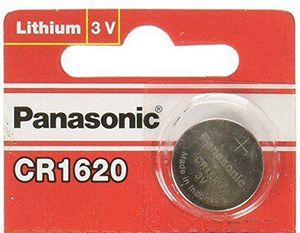 Lithium 3 V
Panasonic®
CR1620
+
Panasonic
CR1620
3V
Made in Indonesia